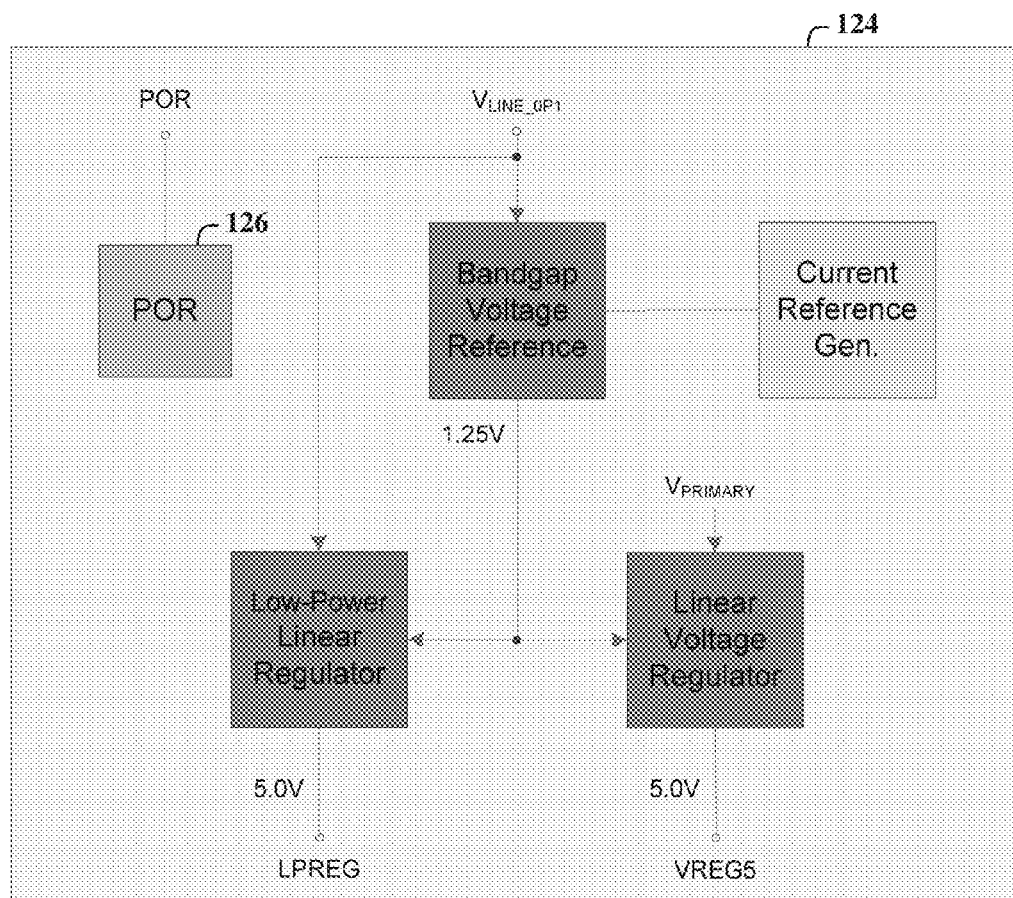 124
POR
VLINE_0P1
126
POR
Bandgap
Voltage
Reference
Current
Reference
Gen.
1.25V
VPRIMARY
Low-Power
Linear
Regulator
Linear
Voltage
Regulator
5.0V
5.0V
LPREG
VREG5